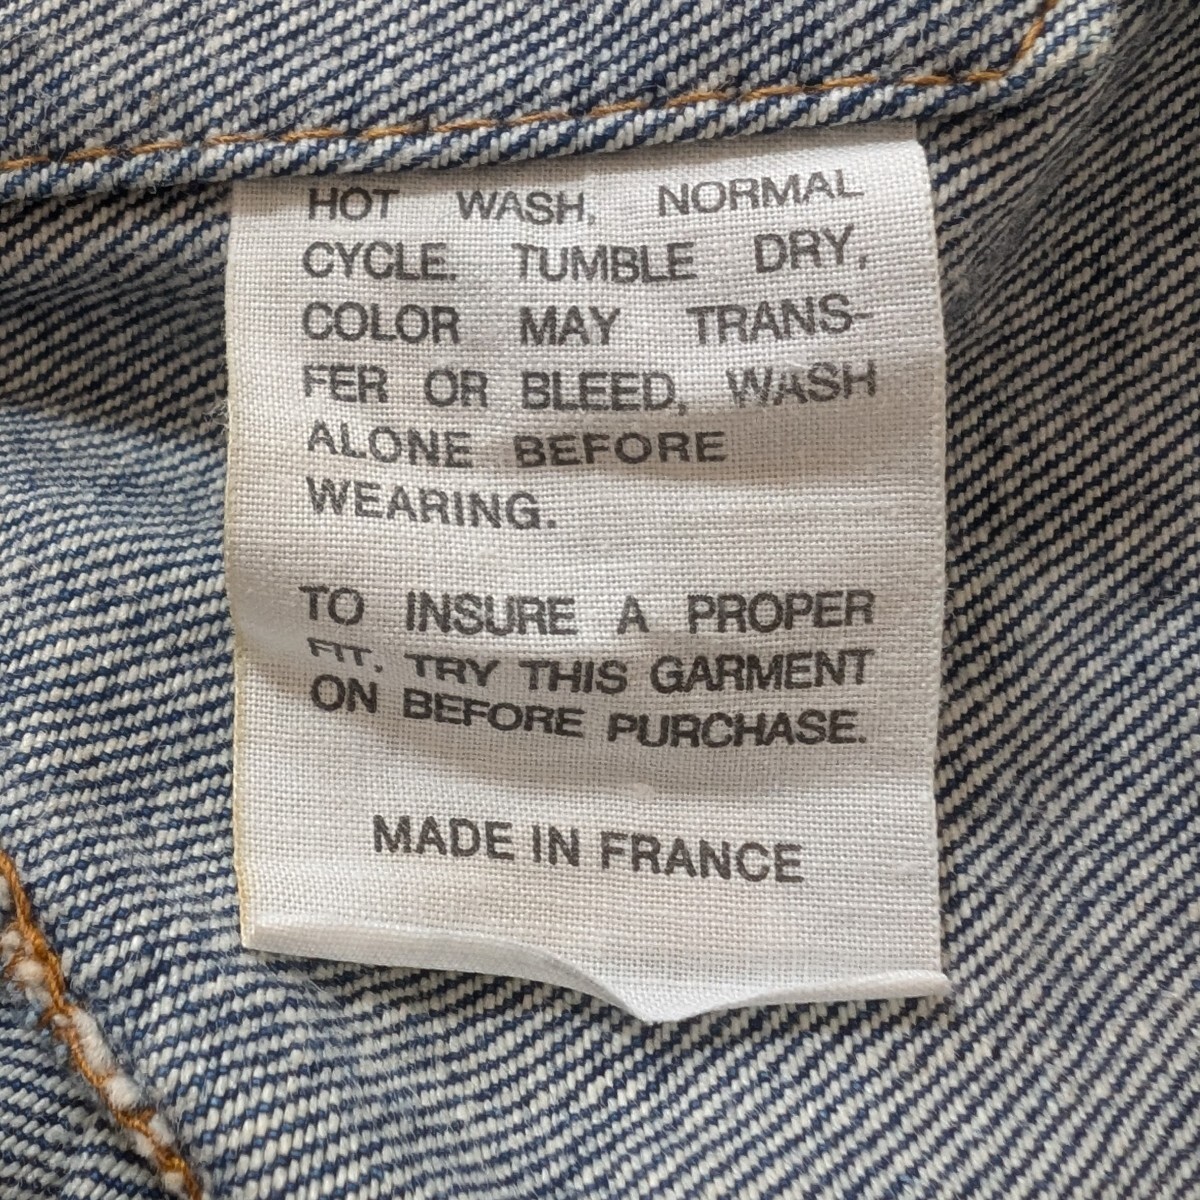 HOT WASH, NORMAL
CYCLE. TUMBLE DRY,
COLOR MAY TRANS-
FER OR BLEED, WASH
ALONE BEFORE
WEARING.
TO INSURE A PROPER
FIT. TRY THIS GARMENT
ON BEFORE PURCHASE.
MADE IN FRANCE